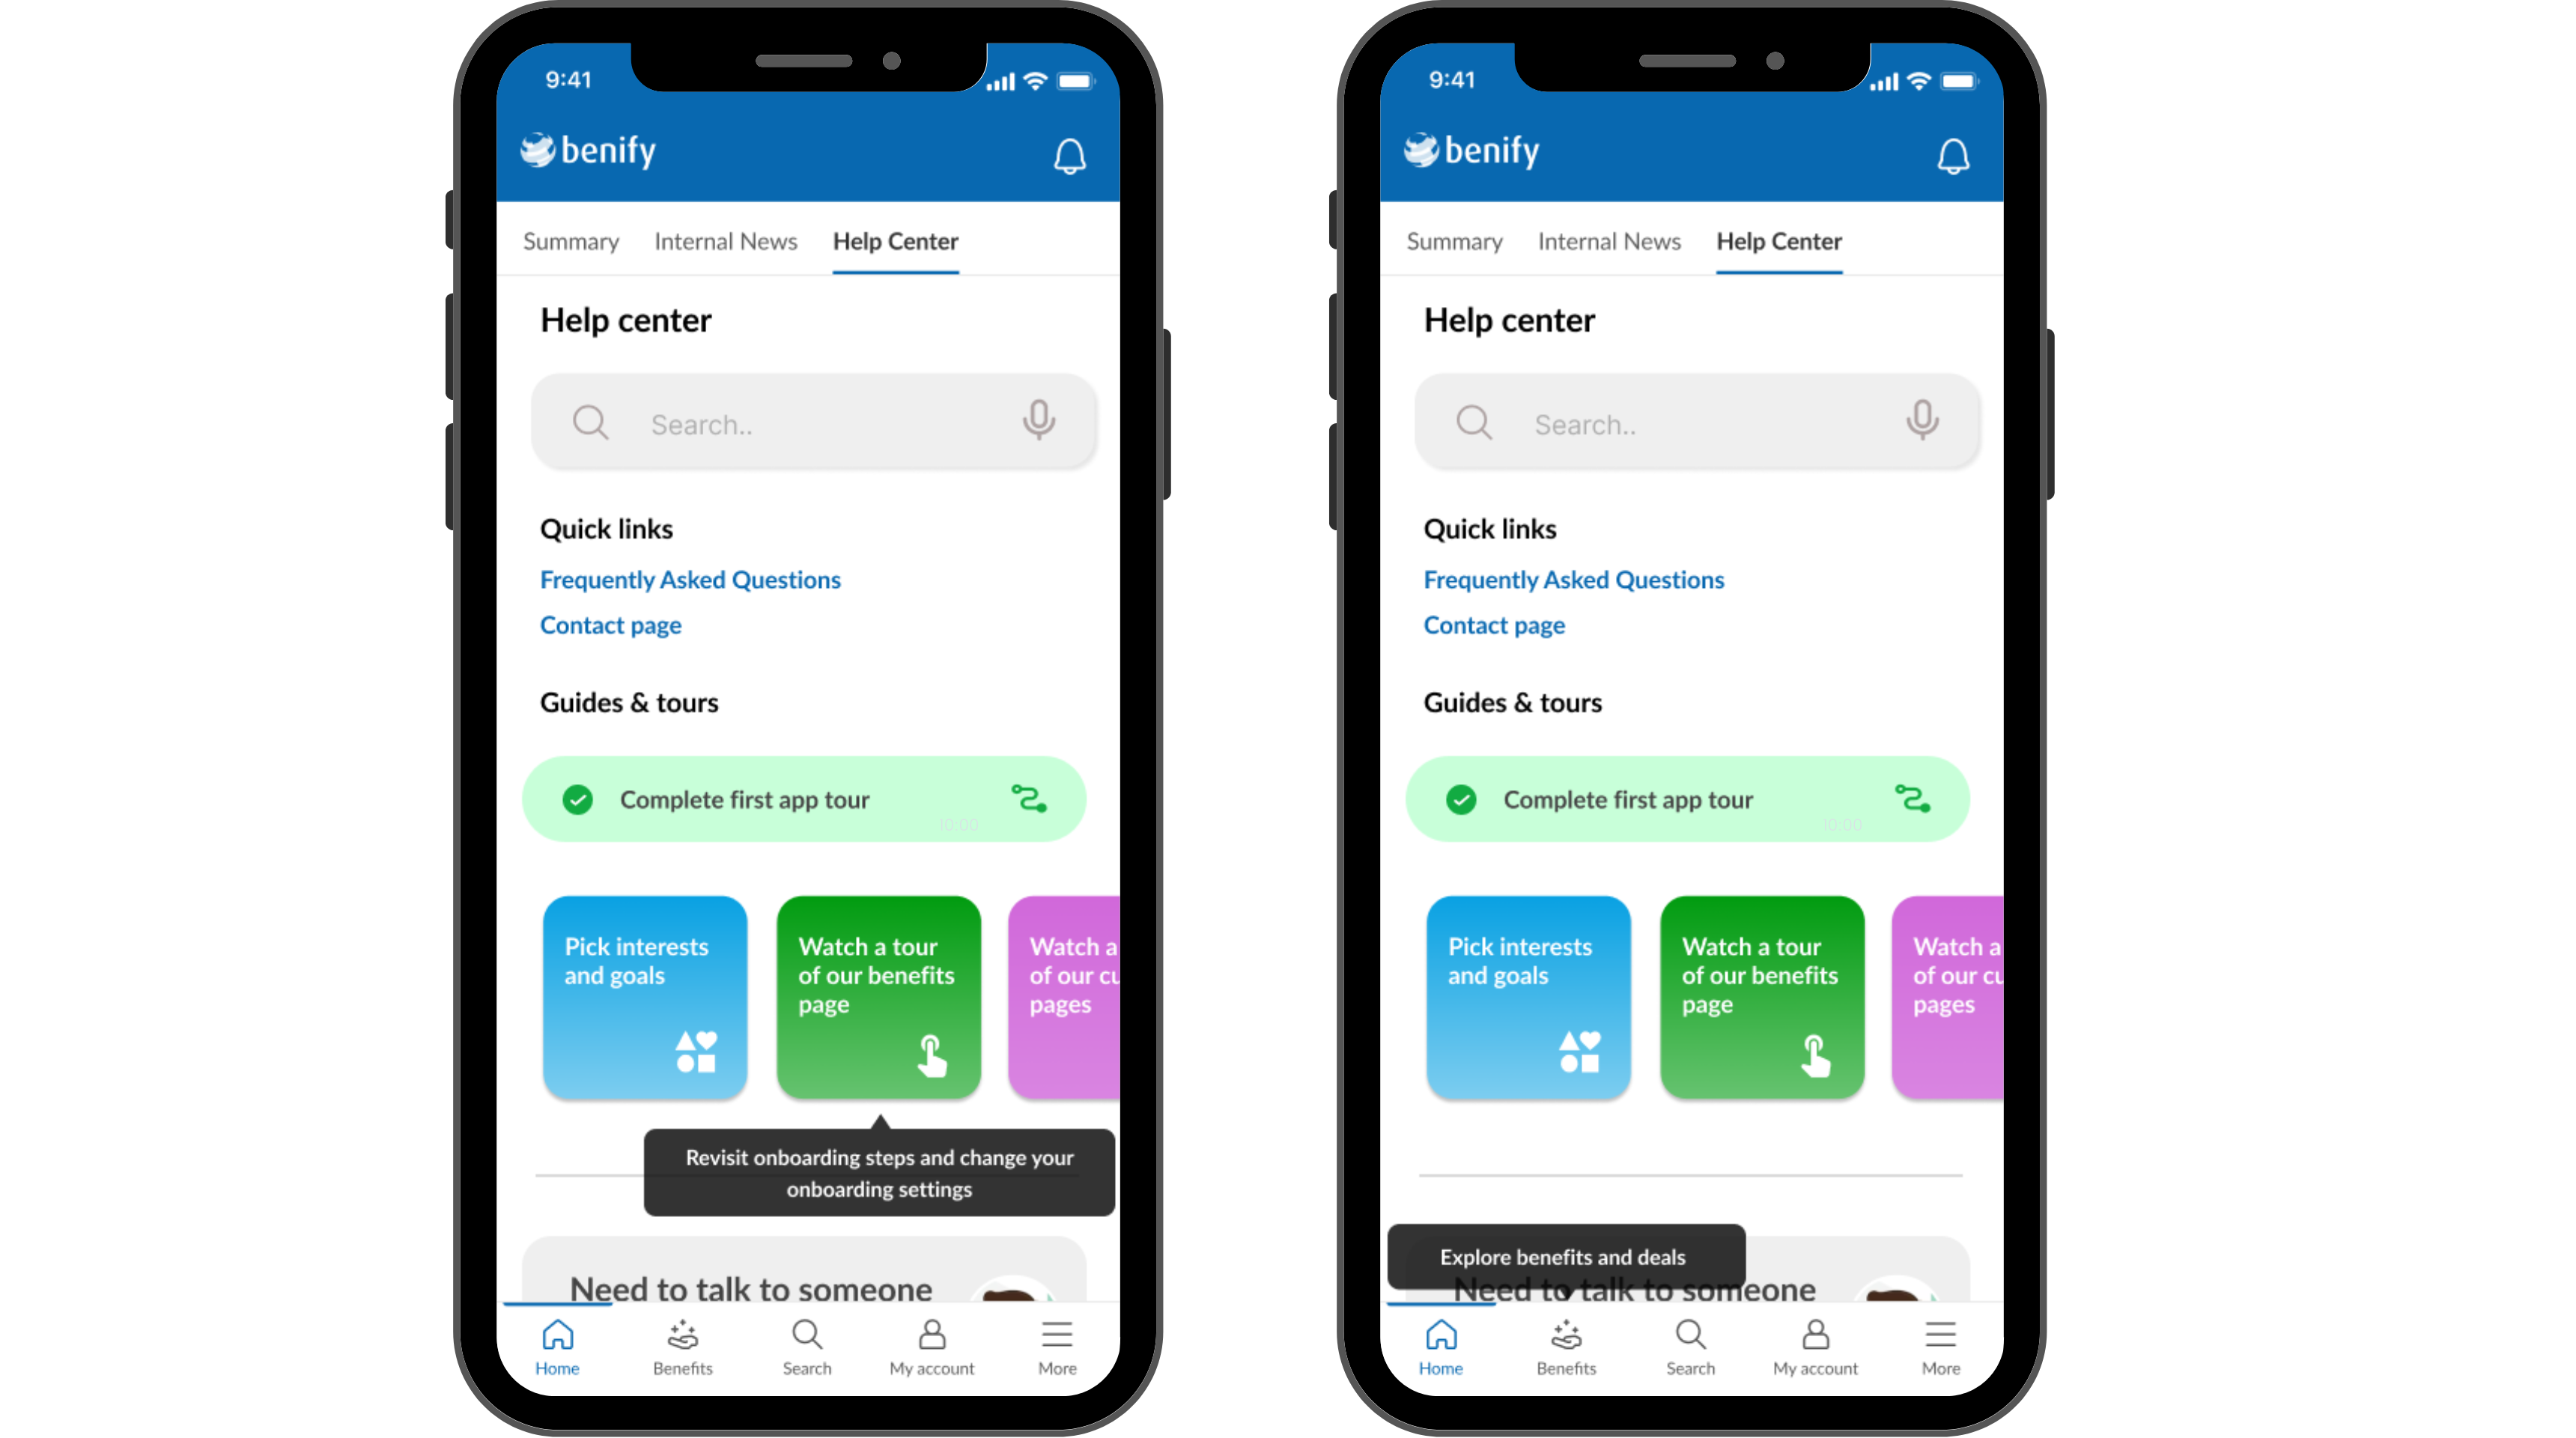 9:41
benify
Summary Internal News Help Center
Help center
Search..
Quick links
Frequently Asked Questions
Contact page
Guides & tours
Complete first app tour
Pick interests
and goals
Watch a tour
of our benefits
page
Watch a
of our cu
pages
Revisit onboarding steps and change your
onboarding settings
Need to talk to someone
Home Benefits Search My account More
9:41
benify
Summary Internal News Help Center
Help center
Search..
Quick links
Frequently Asked Questions
Contact page
Guides & tours
Complete first app tour
Pick interests
and goals
Watch a tour
of our benefits
page
Watch a
of our cu
pages
Explore benefits and deals
Need to talk to someone
Home Benefits Search My account More